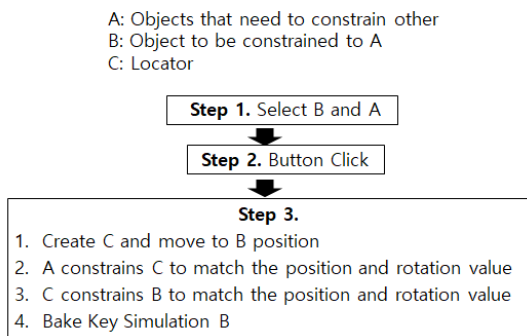 A: Objects that need to constrain other
B: Object to be constrained to A
C: Locator
Step 1. Select B and A
Step 2. Button Click
Step 3.
1. Create C and move to B position
2. A constrains C to match the position and rotation value
3. C constrains B to match the position and rotation value
4. Bake Key Simulation B